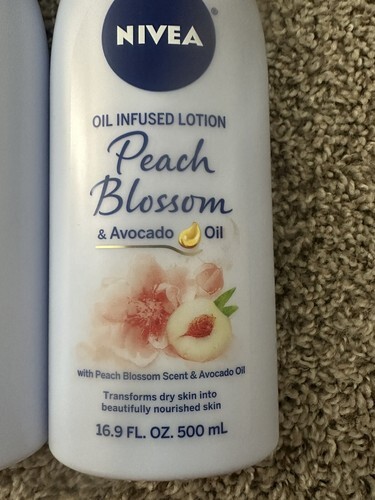 NIVEA®
OIL INFUSED LOTION
Peach
Blossom
& Avocado Oil
with Peach Blossom Scent & Avocado Oil
Transforms dry skin into
beautifully nourished skin
16.9 FL. OZ. 500 mL